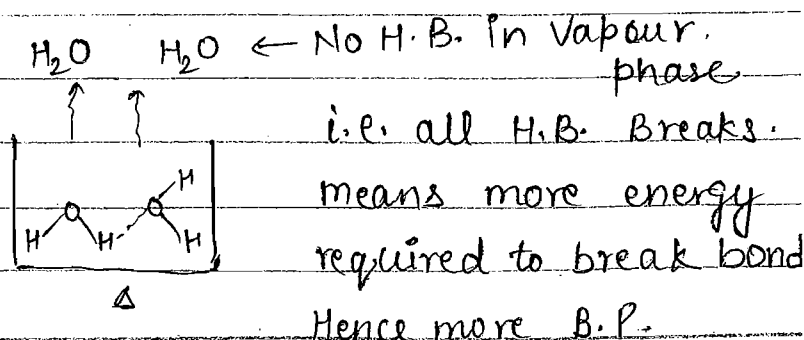 H₂O H₂O ← No H.B. in Vapour.
phase
i.e. all H.B. Breaks.
means more energy
required to break bond
Hence more B.P.
O O H
H H H
Δ